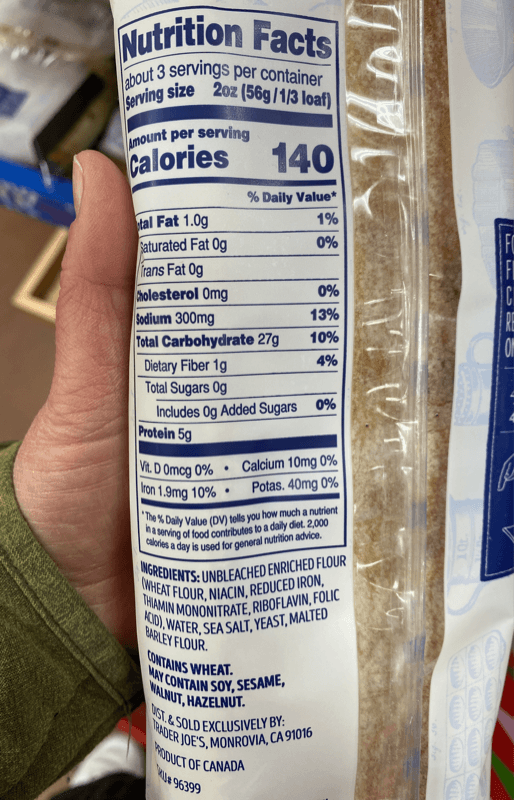 Nutrition Facts
about 3 servings per container
Serving size 2oz (56g/1/3 loaf)
Amount per serving
Calories 140
% Daily Value*
tal Fat 1.0g 1%
Saturated Fat 0g 0%
Trans Fat 0g
Cholesterol 0mg 0%
Sodium 300mg 13%
Total Carbohydrate 27g 10%
Dietary Fiber 1g 4%
Total Sugars 0g
Includes 0g Added Sugars 0%
Protein 5g
Vit. D 0mcg 0% • Calcium 10mg 0%
Iron 1.9mg 10% • Potas. 40mg 0%
*The % Daily Value (DV) tells you how much a nutrient
in a serving of food contributes to a daily diet. 2,000
calories a day is used for general nutrition advice.
INGREDIENTS: UNBLEACHED ENRICHED FLOUR
(WHEAT FLOUR, NIACIN, REDUCED IRON,
THIAMIN MONONITRATE, RIBOFLAVIN, FOLIC
ACID), WATER, SEA SALT, YEAST, MALTED
BARLEY FLOUR.
CONTAINS WHEAT.
MAY CONTAIN SOY, SESAME,
WALNUT, HAZELNUT.
DIST. & SOLD EXCLUSIVELY BY:
TRADER JOE'S, MONROVIA, CA 91016
PRODUCT OF CANADA
SKU# 96399